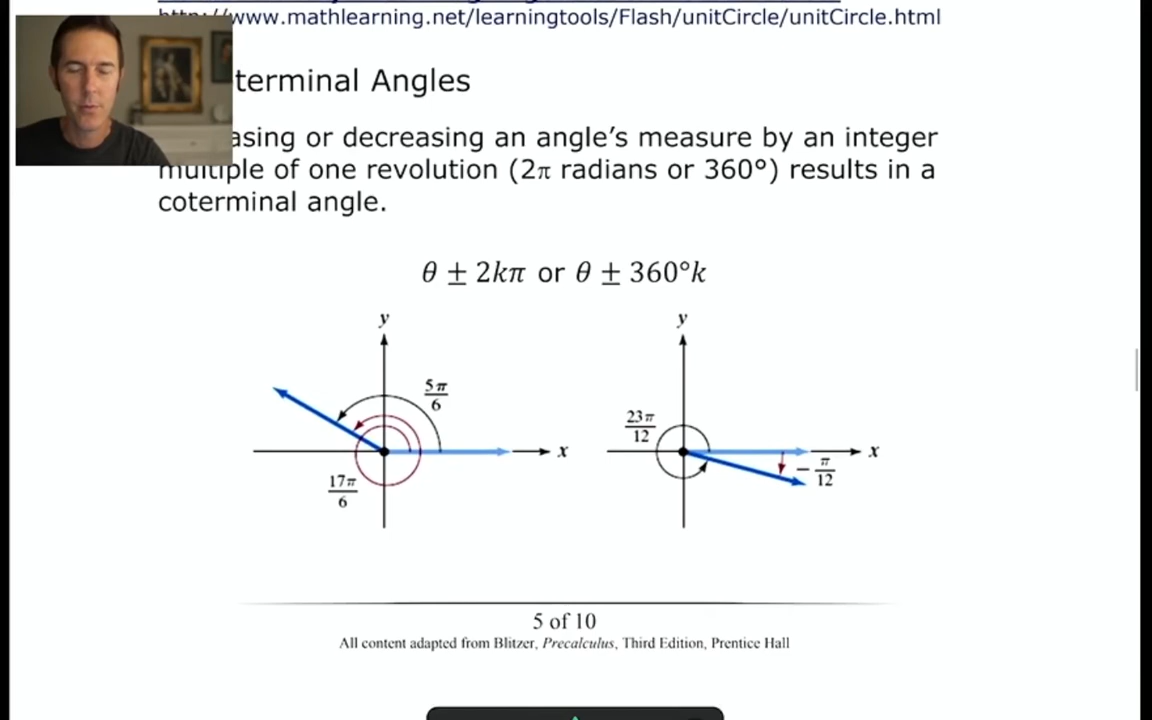 www.mathlearning.net/learningtools/Flash/unitCircle/unitCircle.html
terminal Angles
asing or decreasing an angle's measure by an integer
multiple of one revolution (2π radians or 360°) results in a
coterminal angle.
θ ± 2kπ or θ ± 360°k
y
5π
6
x
17π
6
y
23π
12
x
− π
12
5 of 10
All content adapted from Blitzer, Precalculus, Third Edition, Prentice Hall